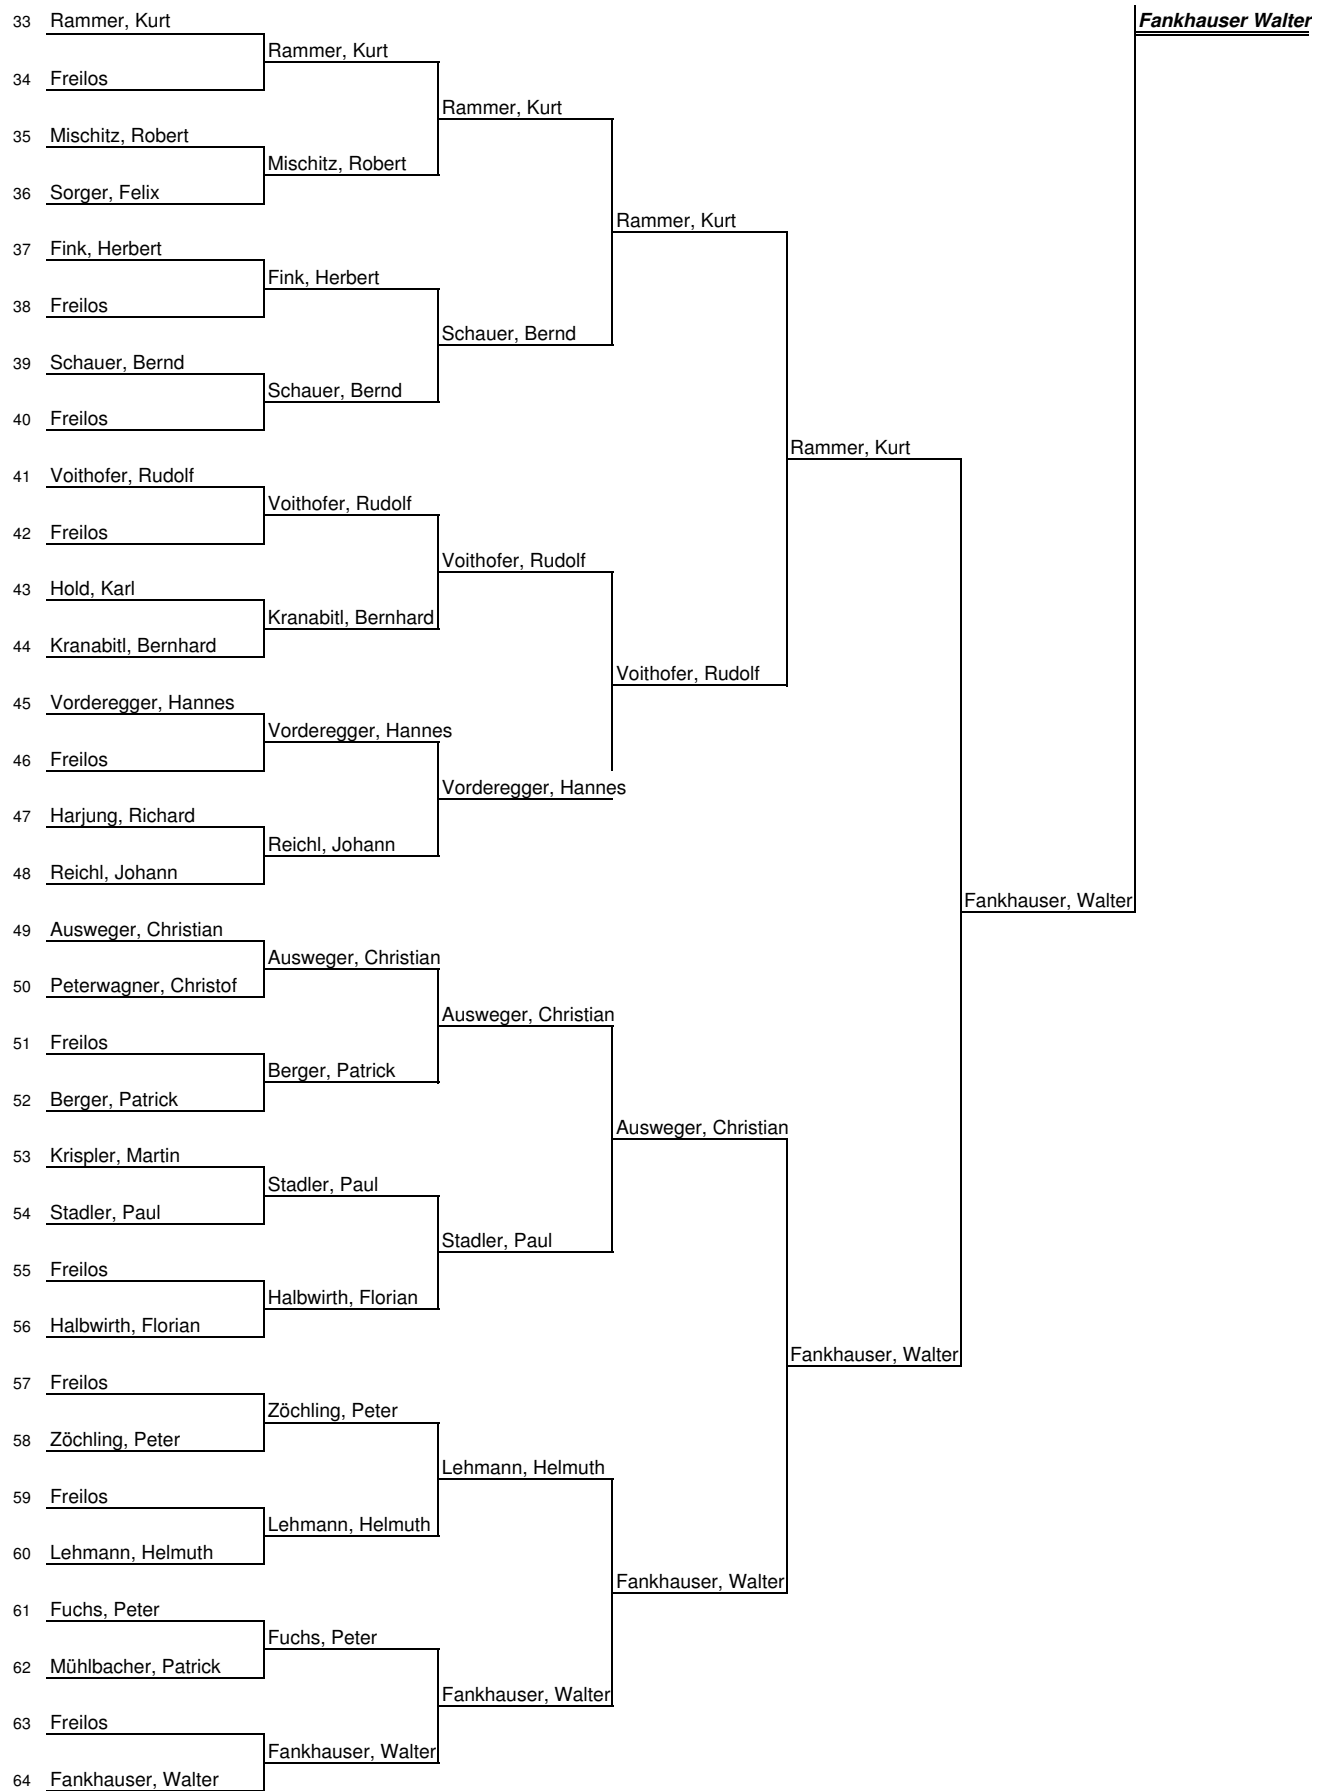 33 Rammer, Kurt
Fankhauser Walter
Rammer, Kurt
34 Freilos
Rammer, Kurt
35 Mischitz, Robert
Mischitz, Robert
36 Sorger, Felix
Rammer, Kurt
37 Fink, Herbert
Fink, Herbert
38 Freilos
Schauer, Bernd
39 Schauer, Bernd
Schauer, Bernd
40 Freilos
Rammer, Kurt
41 Voithofer, Rudolf
Voithofer, Rudolf
42 Freilos
Voithofer, Rudolf
43 Hold, Karl
Kranabitl, Bernhard
44 Kranabitl, Bernhard
Voithofer, Rudolf
45 Vorderegger, Hannes
Vorderegger, Hannes
46 Freilos
Vorderegger, Hannes
47 Harjung, Richard
Reichl, Johann
48 Reichl, Johann
Fankhauser, Walter
49 Ausweger, Christian
Ausweger, Christian
50 Peterwagner, Christof
Ausweger, Christian
51 Freilos
Berger, Patrick
52 Berger, Patrick
Ausweger, Christian
53 Krispler, Martin
Stadler, Paul
54 Stadler, Paul
Stadler, Paul
55 Freilos
Halbwirth, Florian
56 Halbwirth, Florian
Fankhauser, Walter
57 Freilos
Zöchling, Peter
58 Zöchling, Peter
Lehmann, Helmuth
59 Freilos
Lehmann, Helmuth
60 Lehmann, Helmuth
Fankhauser, Walter
61 Fuchs, Peter
Fuchs, Peter
62 Mühlbacher, Patrick
Fankhauser, Walter
63 Freilos
Fankhauser, Walter
64 Fankhauser, Walter